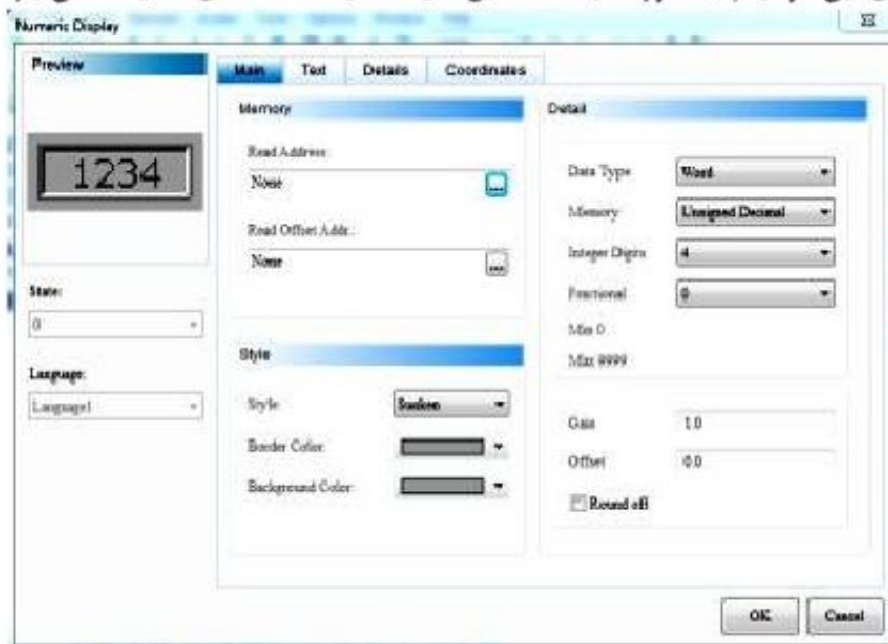 Numeric Display
Preview
1234
State:
0
Language:
Language1
Main Text Details Coordinates
Memory
Read Address:
None
...
Read Offset Addr.:
None
...
Style
Style Sunken
Border Color:
Background Color:
Detail
Data Type Word
Memory Unsigned Decimal
Integer Digits 4
Fractional 0
Min 0
Max 9999
Gain 1.0
Offset 0.0
Round off
OK Cancel